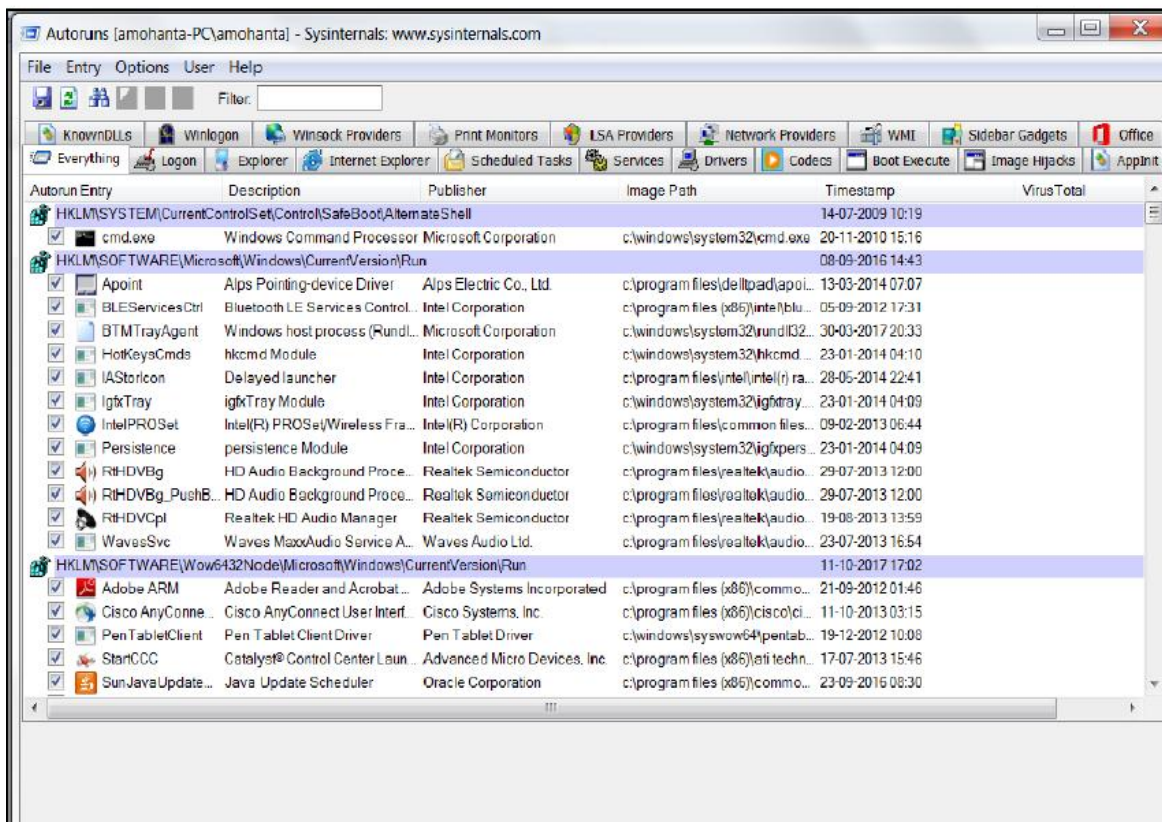 Autoruns [amohanta-PC\amohanta] - Sysinternals: www.sysinternals.com
File Entry Options User Help
Filter:
KnownDLLs Winlogon Winsock Providers Print Monitors LSA Providers Network Providers WMI Sidebar Gadgets Office
Everything Logon Explorer Internet Explorer Scheduled Tasks Services Drivers Codecs Boot Execute Image Hijacks AppInit
Autorun Entry Description Publisher Image Path Timestamp VirusTotal
HKLM\SYSTEM\CurrentControlSet\Control\SafeBoot\AlternateShell 14-07-2009 10:19
cmd.exe Windows Command Processor Microsoft Corporation c:\windows\system32\cmd.exe 20-11-2010 15:16
HKLM\SOFTWARE\Microsoft\Windows\CurrentVersion\Run 08-09-2016 14:43
Apoint Alps Pointing-device Driver Alps Electric Co., Ltd. c:\program files\delltpad\apoi... 13-03-2014 07:07
BLEServicesCtrl Bluetooth LE Services Control... Intel Corporation c:\program files (x86)\intel\blu... 05-09-2012 17:31
BTMTrayAgent Windows host process (Rundl... Microsoft Corporation c:\windows\system32\rundll32... 30-03-2017 20:33
HotKeysCmds hkcmd Module Intel Corporation c:\windows\system32\hkcmd.... 23-01-2014 04:10
IAStorIcon Delayed launcher Intel Corporation c:\program files\intel\intel(r) ra... 28-05-2014 22:41
IgfxTray igfxTray Module Intel Corporation c:\windows\system32\igfxtray.... 23-01-2014 04:09
IntelPROSet Intel(R) PROSet/Wireless Fra... Intel(R) Corporation c:\program files\common files... 09-02-2013 06:44
Persistence persistence Module Intel Corporation c:\windows\system32\igfxpers... 23-01-2014 04:09
RtHDVBg HD Audio Background Proce... Realtek Semiconductor c:\program files\realtek\audio... 29-07-2013 12:00
RtHDVBg_PushB... HD Audio Background Proce... Realtek Semiconductor c:\program files\realtek\audio... 29-07-2013 12:00
RtHDVCpl Realtek HD Audio Manager Realtek Semiconductor c:\program files\realtek\audio... 19-08-2013 13:59
WavesSvc Waves MaxxAudio Service A... Waves Audio Ltd. c:\program files\realtek\audio... 23-07-2013 16:54
HKLM\SOFTWARE\Wow6432Node\Microsoft\Windows\CurrentVersion\Run 11-10-2017 17:02
Adobe ARM Adobe Reader and Acrobat... Adobe Systems Incorporated c:\program files (x86)\commo... 21-09-2012 01:46
Cisco AnyConne... Cisco AnyConnect User Interf... Cisco Systems, Inc. c:\program files (x86)\cisco\ci... 11-10-2013 03:15
PenTabletClient Pen Tablet Client Driver Pen Tablet Driver c:\windows\syswow64\pentab... 19-12-2012 10:08
StartCCC Catalyst® Control Center Laun... Advanced Micro Devices, Inc. c:\program files (x86)\ati techn... 17-07-2013 15:46
SunJavaUpdate... Java Update Scheduler Oracle Corporation c:\program files (x86)\commo... 23-09-2016 08:30